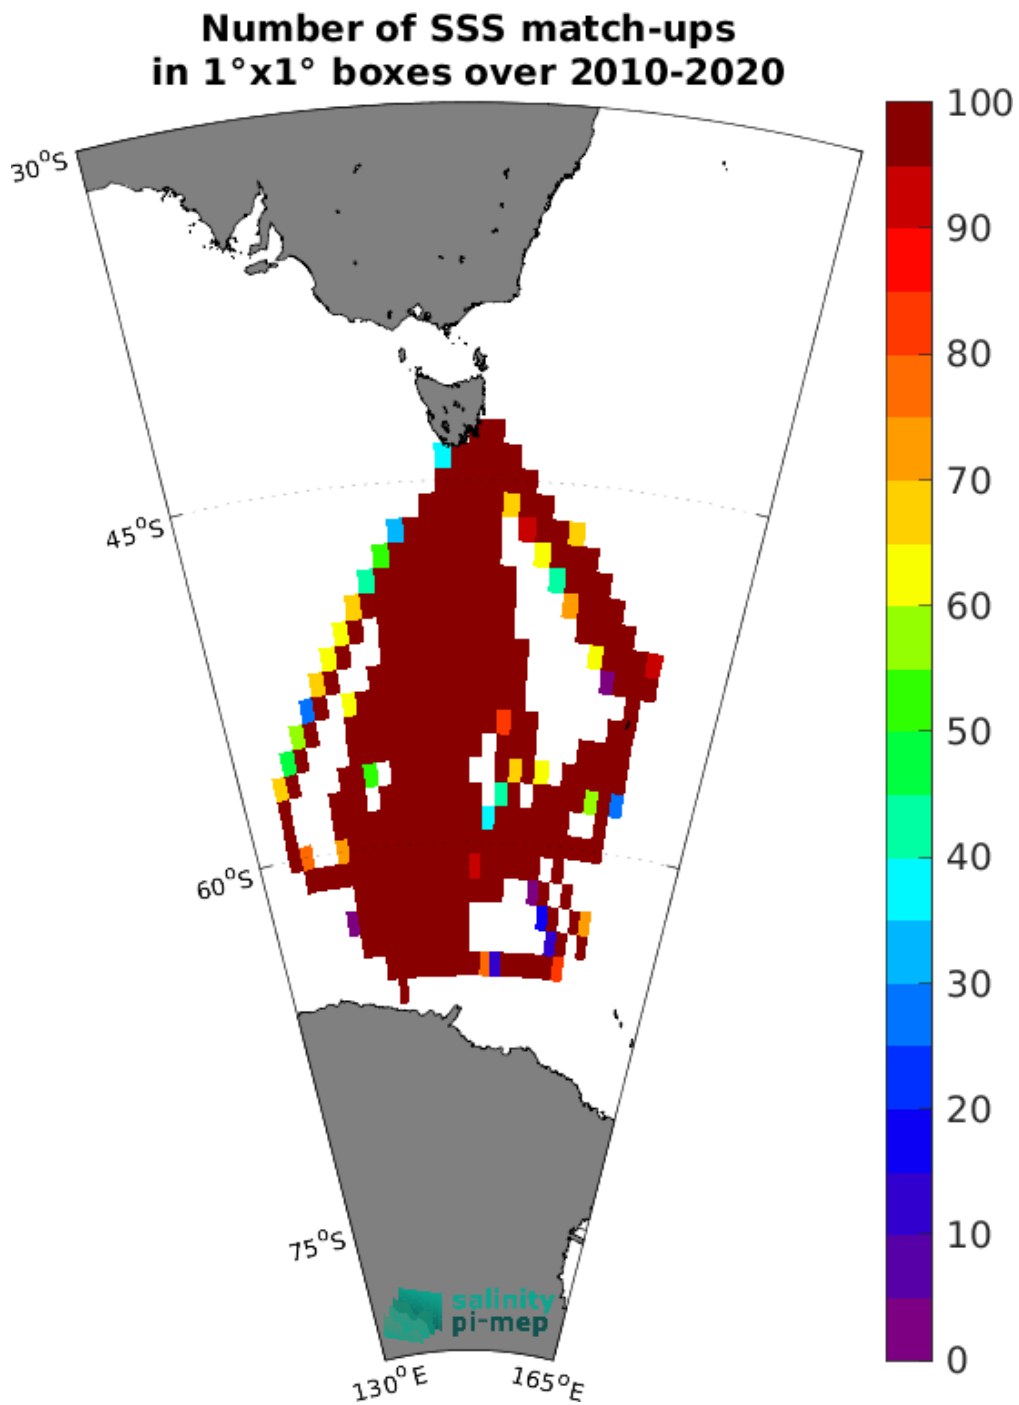 Number of SSS match-ups
in 1°x1° boxes over 2010-2020
30°S
45°S
60°S
75°S
130°E
165°E
100
90
80
70
60
50
40
30
20
10
0
salinity
pi-mep